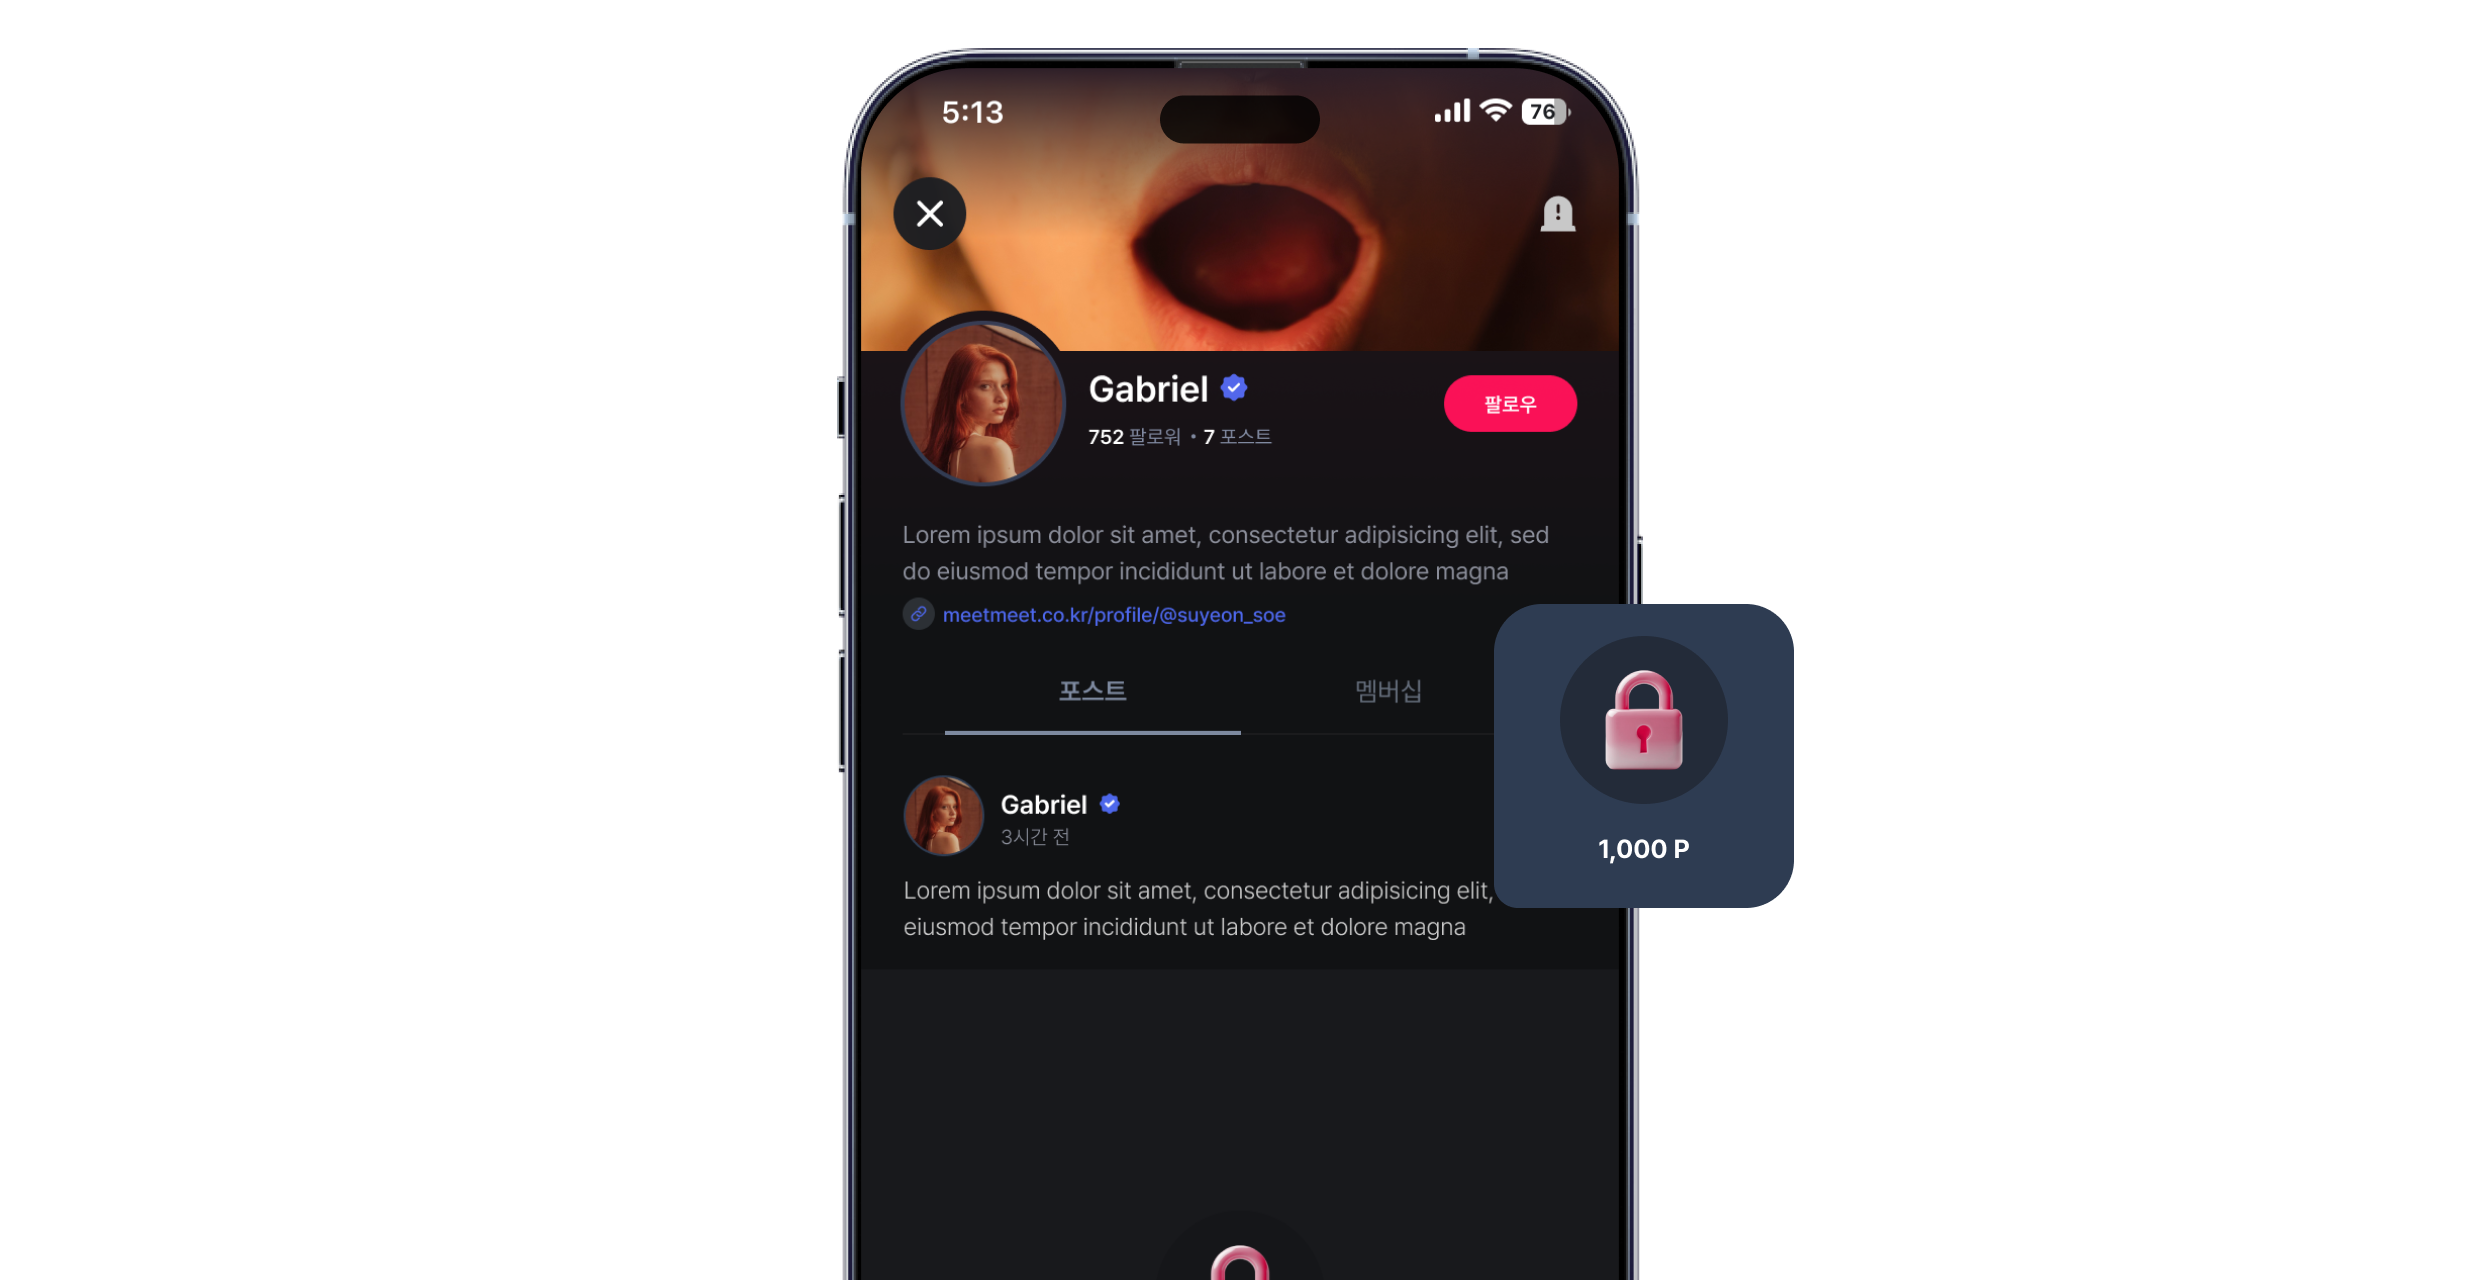 5:13
76
Gabriel
752 팔로워 • 7 포스트
팔로우
Lorem ipsum dolor sit amet, consectetur adipisicing elit, sed
do eiusmod tempor incididunt ut labore et dolore magna
meetmeet.co.kr/profile/@suyeon_soe
포스트
멤버십
Gabriel
3시간 전
Lorem ipsum dolor sit amet, consectetur adipisicing elit,
eiusmod tempor incididunt ut labore et dolore magna
1,000 P